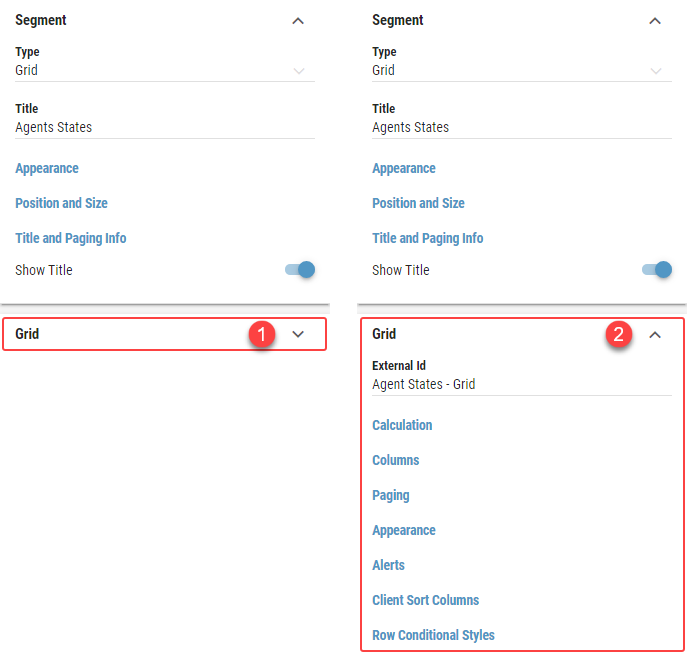 Segment
Type
Grid
Title
Agents States
Appearance
Position and Size
Title and Paging Info
Show Title
Grid
1
Segment
Type
Grid
Title
Agents States
Appearance
Position and Size
Title and Paging Info
Show Title
Grid
2
External Id
Agent States - Grid
Calculation
Columns
Paging
Appearance
Alerts
Client Sort Columns
Row Conditional Styles